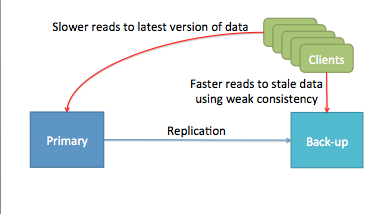 Slower reads to latest version of data
Clients
Faster reads to stale data
using weak consistency
Replication
Primary
Back-up